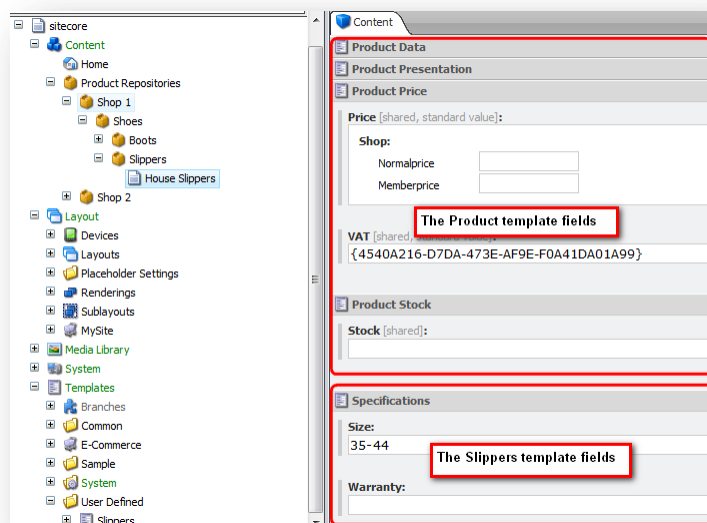 sitecore
Content
Home
Product Repositories
Shop 1
Shoes
Boots
Slippers
House Slippers
Shop 2
Layout
Devices
Layouts
Placeholder Settings
Renderings
Sublayouts
MySite
Media Library
System
Templates
Branches
Common
E-Commerce
Sample
System
User Defined
Slippers
Content
Product Data
Product Presentation
Product Price
Price [shared, standard value]:
Shop:
Normalprice
Memberprice
The Product template fields
VAT [shared, standard value]:
{4540A216-D7DA-473E-AF9E-F0A41DA01A99}
Product Stock
Stock [shared]:
Specifications
Size:
35-44
The Slippers template fields
Warranty: